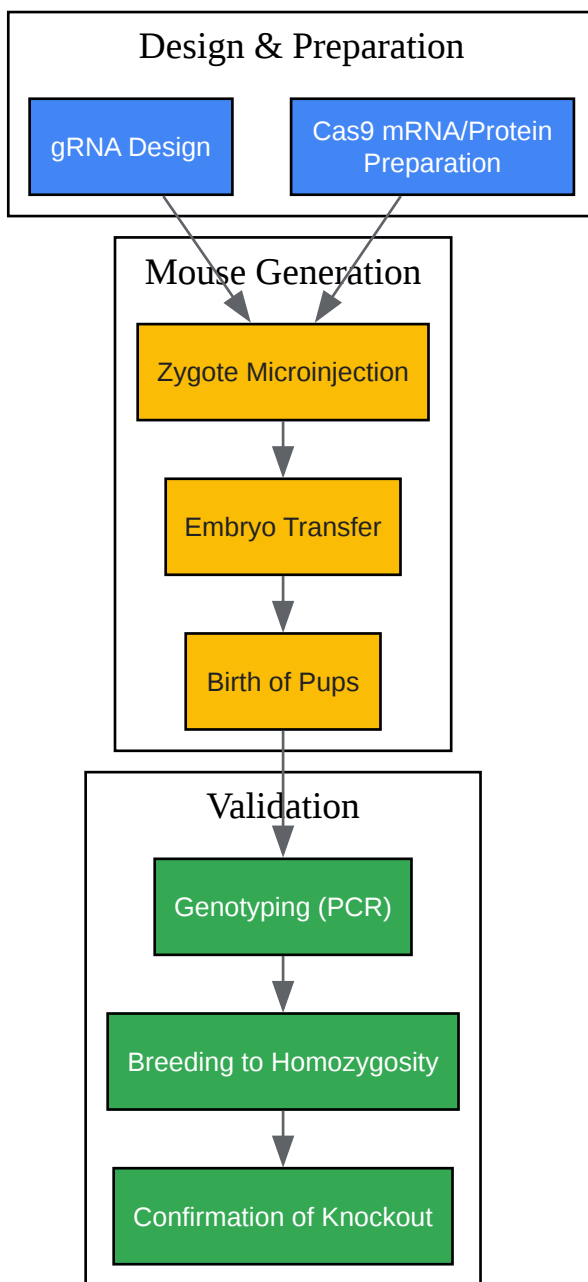 Design & Preparation
gRNA Design
Cas9 mRNA/Protein
Preparation
Mouse Generation
Zygote Microinjection
Embryo Transfer
Birth of Pups
Validation
Genotyping (PCR)
Breeding to Homozygosity
Confirmation of Knockout